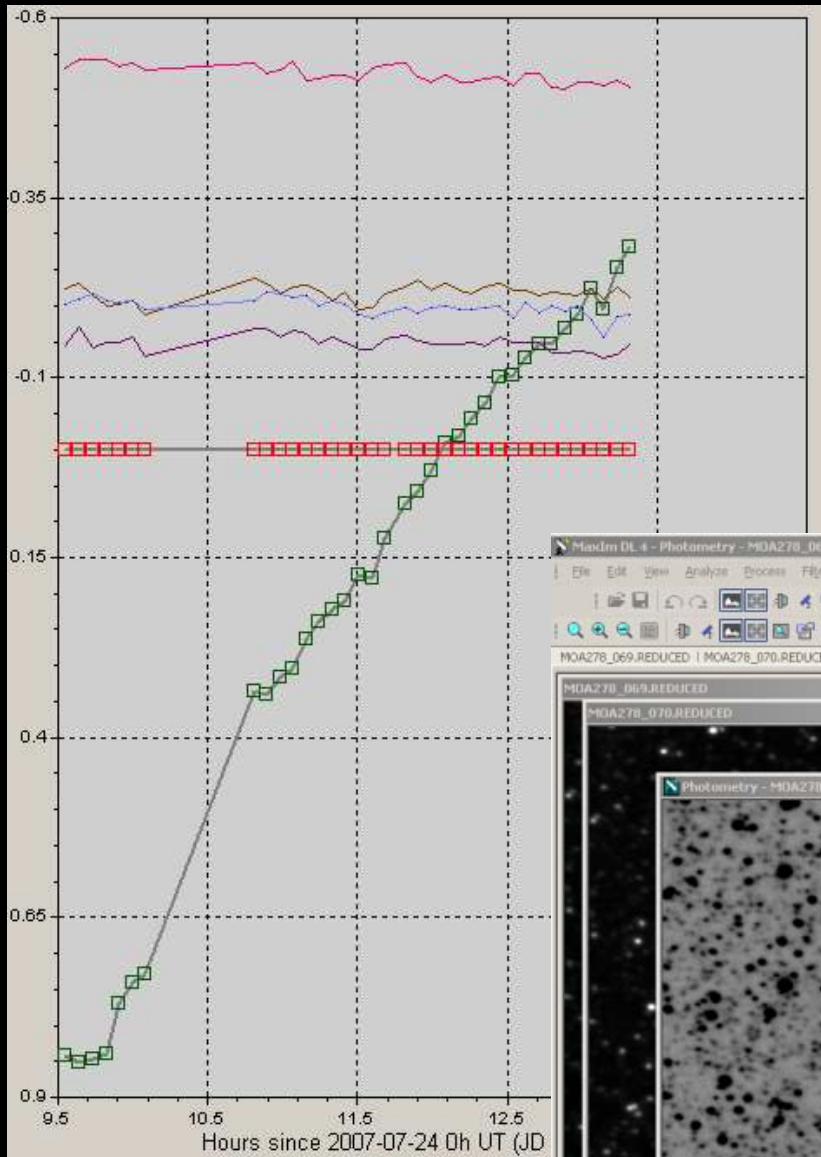 -0.6
-0.35
-0.1
0.15
0.4
0.65
0.9
9.5 10.5 11.5 12.5
Hours since 2007-07-24 0h UT (JD
MaxIm DL 4 - Photometry - MOA278_06
File Edit View Analyze Process Filt
MOA278_069.REDUCED | MOA278_070.REDUC
MOA278_069.REDUCED
MOA278_070.REDUCED
Photometry - MOA278